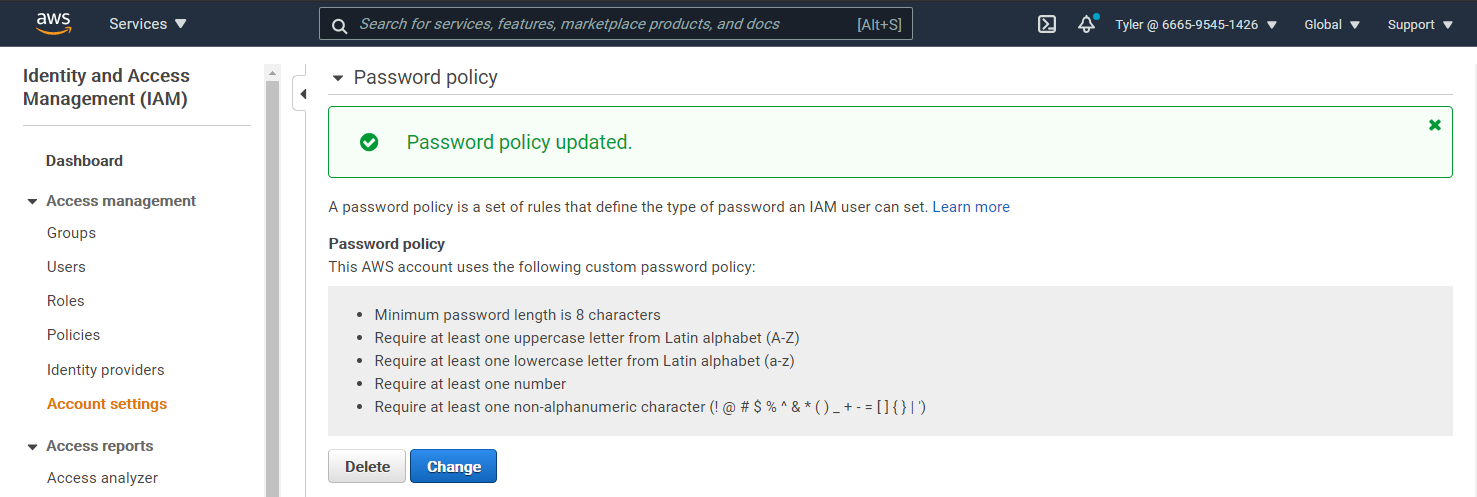 aws Services Search for services, features, marketplace products, and docs [Alt+S] Tyler @ 6665-9545-1426 Global Support
Identity and Access
Management (IAM)
Dashboard
Access management
Groups
Users
Roles
Policies
Identity providers
Account settings
Access reports
Access analyzer
Password policy
Password policy updated.
A password policy is a set of rules that define the type of password an IAM user can set. Learn more
Password policy
This AWS account uses the following custom password policy:
• Minimum password length is 8 characters
• Require at least one uppercase letter from Latin alphabet (A-Z)
• Require at least one lowercase letter from Latin alphabet (a-z)
• Require at least one number
• Require at least one non-alphanumeric character (! @ # $ % ^ & * ( ) _ + - = [ ] { } | ')
Delete Change